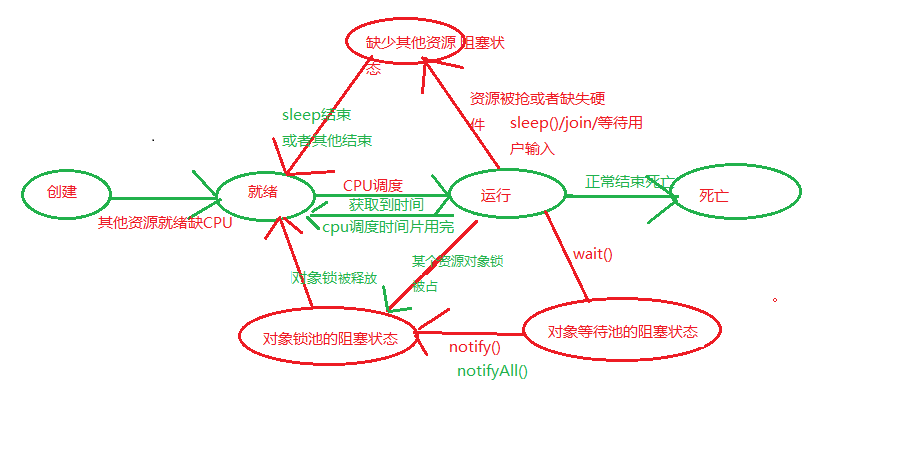 缺少其他资源 阻塞状
态
资源被抢或者缺失硬
件
sleep()/join/等待用
户输入
sleep结束
或者其他结束
创建
就绪
CPU调度
获取到时间
cpu调度时间片用完
运行
正常结束死亡
死亡
其他资源就绪缺CPU
wait()
某个资源对象锁
被占
对象锁被释放
对象锁池的阻塞状态
对象等待池的阻塞状态
notify()
notifyAll()